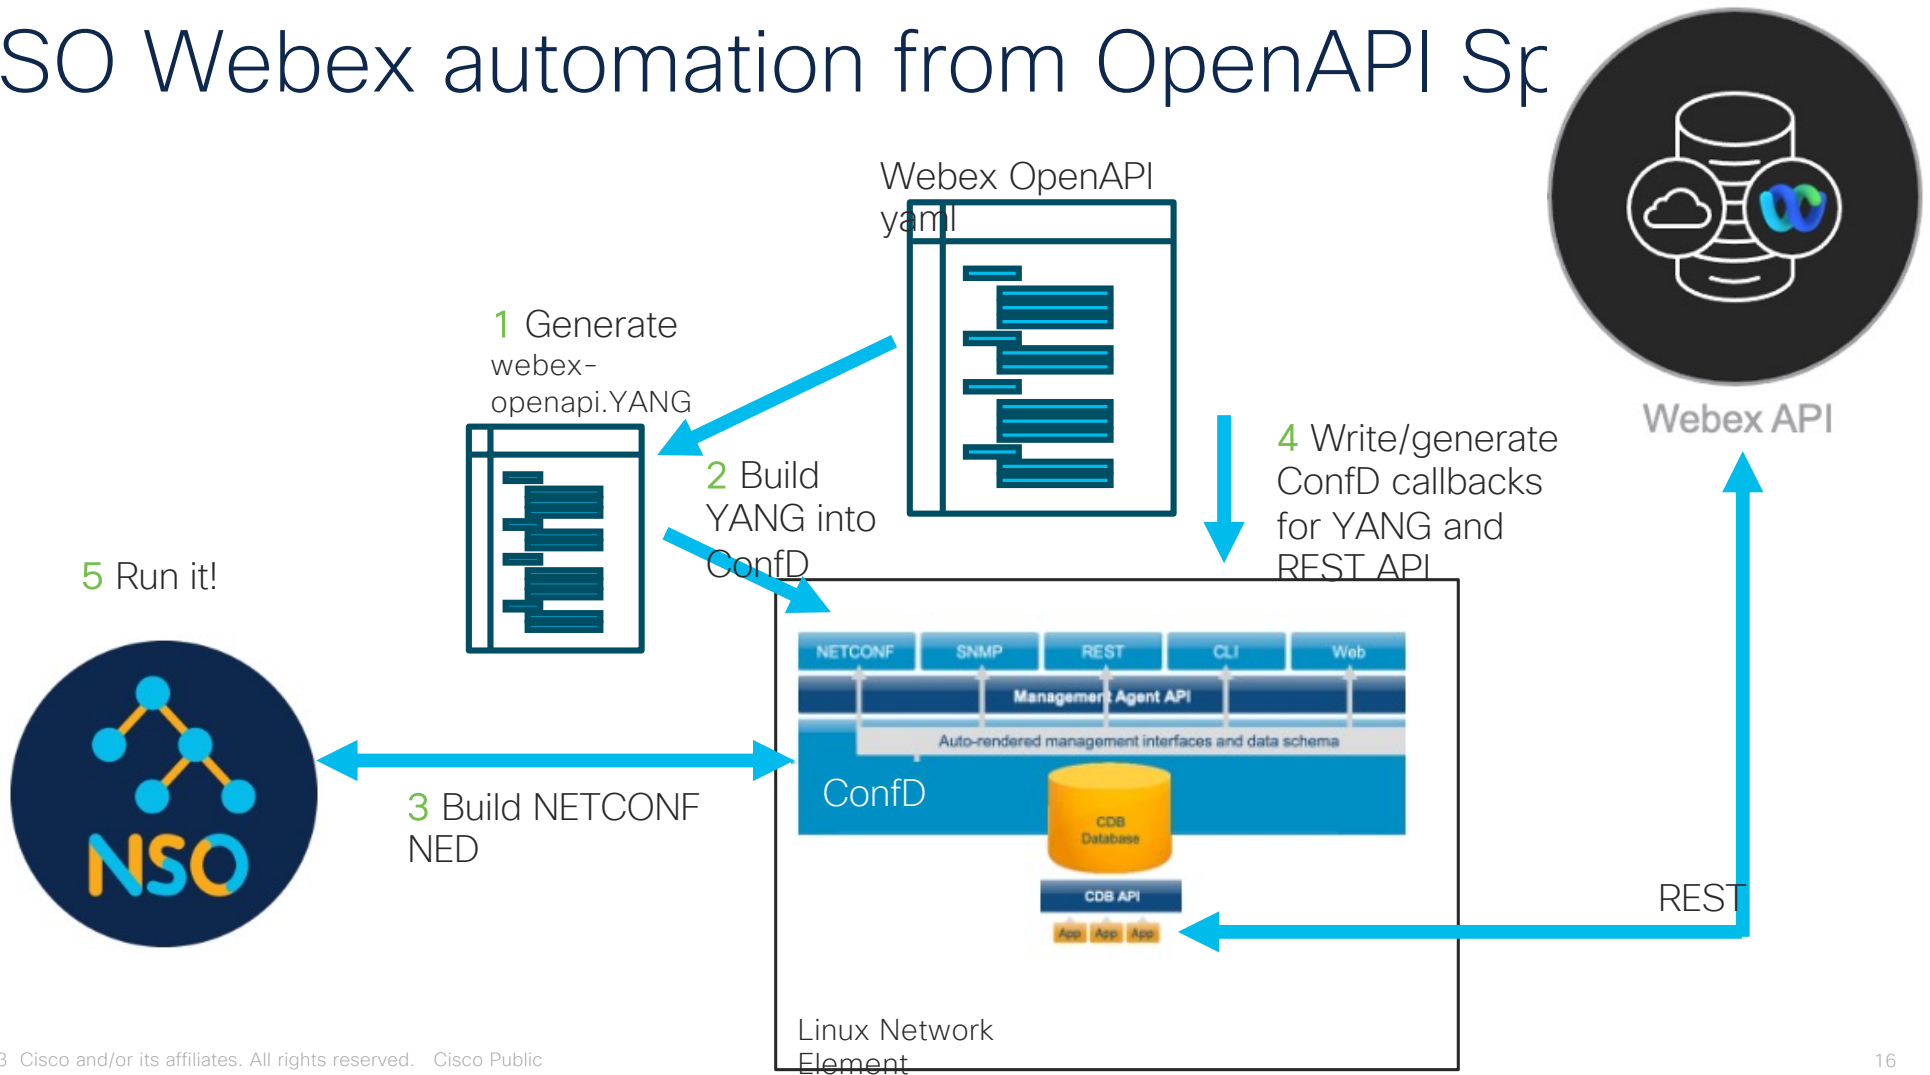 SO Webex automation from OpenAPI Sp
Webex OpenAPI
yaml
1 Generate
webex-
openapi.YANG
2 Build
YANG into
ConfD
4 Write/generate
ConfD callbacks
for YANG and
REST API
Webex API
5 Run it!
NSO
3 Build NETCONF
NED
NETCONF SNMP REST CLI Web
Management Agent API
Auto-rendered management interfaces and data schema
ConfD
CDB
Database
CDB API
App App App
REST
Linux Network
Element
3 Cisco and/or its affiliates. All rights reserved. Cisco Public
16